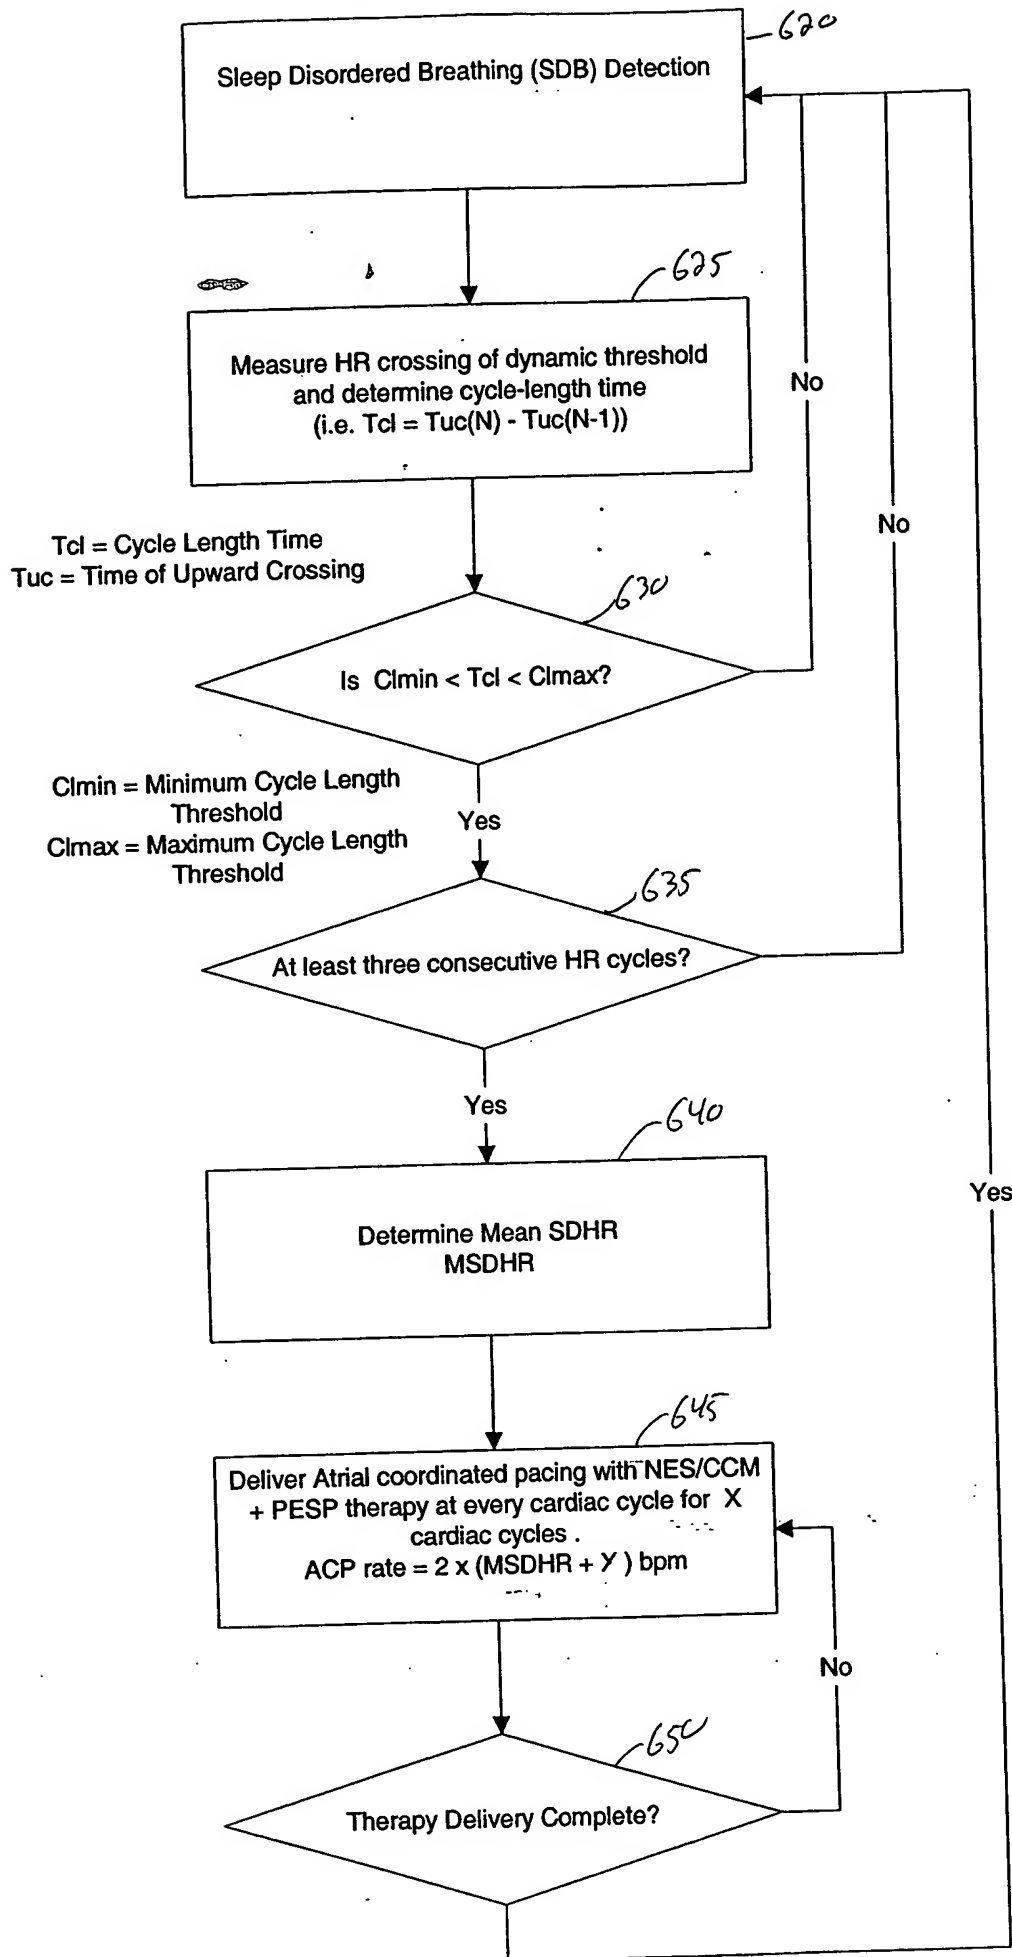 620
Sleep Disordered Breathing (SDB) Detection
625
Measure HR crossing of dynamic threshold
and determine cycle-length time
(i.e. Tcl = Tuc(N) - Tuc(N-1))
No
No
Tcl = Cycle Length Time
Tuc = Time of Upward Crossing
630
Is Clmin < Tcl < Clmax?
Clmin = Minimum Cycle Length
Threshold
Clmax = Maximum Cycle Length
Threshold
Yes
635
At least three consecutive HR cycles?
Yes
640
Yes
Determine Mean SDHR
MSDHR
645
Deliver Atrial coordinated pacing with NES/CCM
+ PESP therapy at every cardiac cycle for X
cardiac cycles .
ACP rate = 2 x (MSDHR + Y ) bpm
No
650
Therapy Delivery Complete?